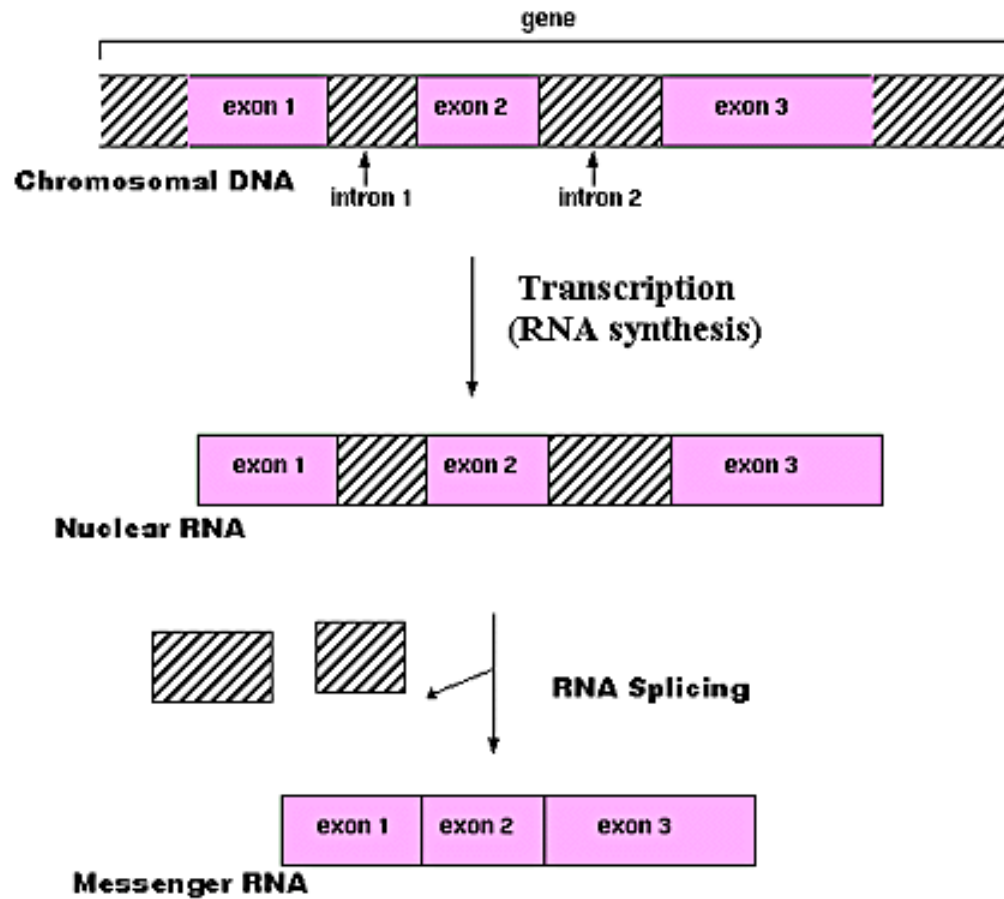 gene
exon 1
exon 2
exon 3
Chromosomal DNA
intron 1
intron 2
Transcription
(RNA synthesis)
exon 1
exon 2
exon 3
Nuclear RNA
RNA Splicing
exon 1
exon 2
exon 3
Messenger RNA